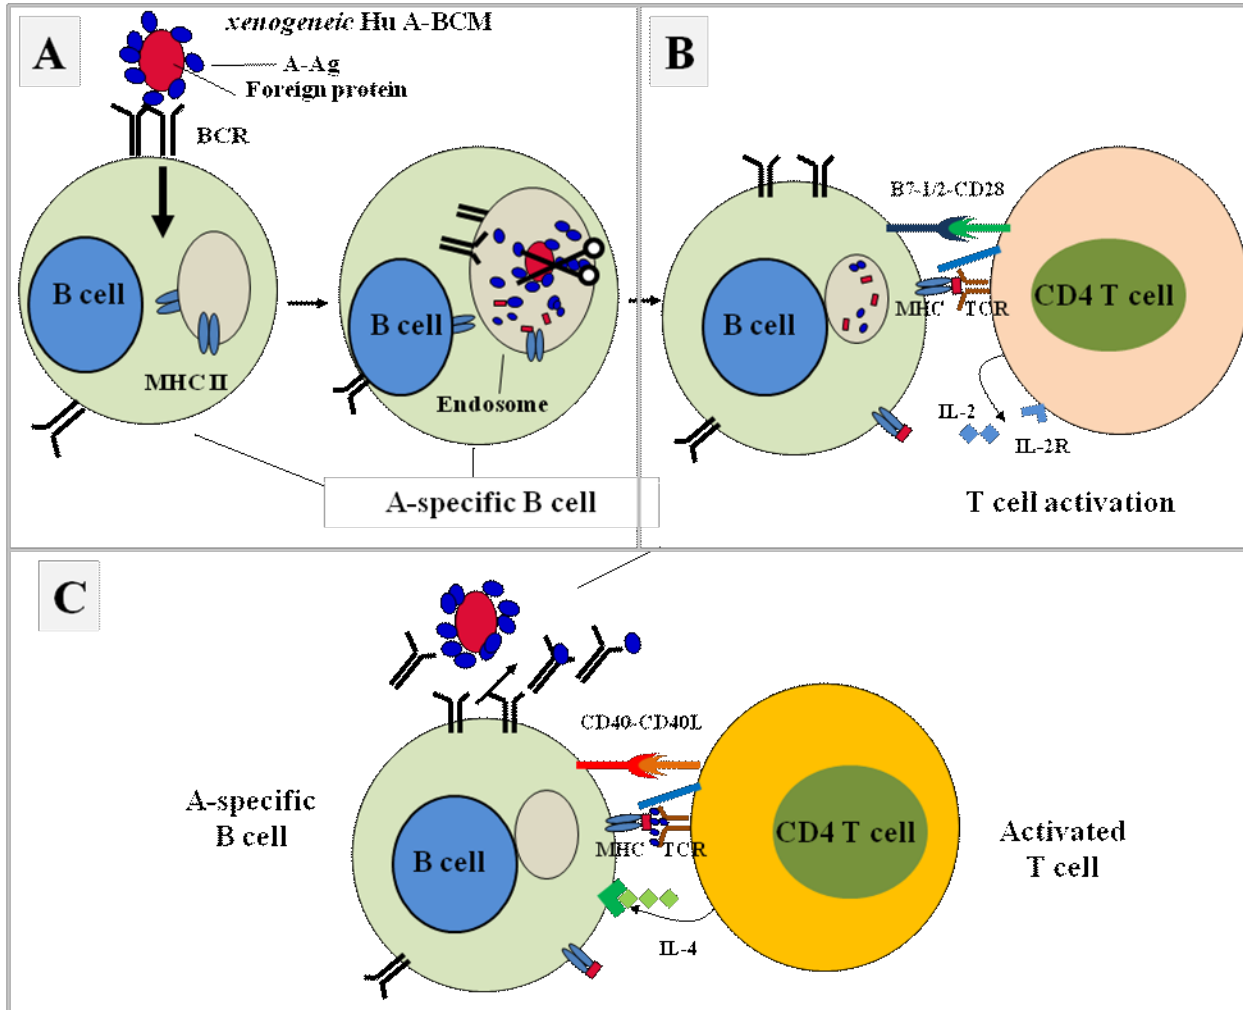 A
xenogeneic Hu A-BCM
A-Ag
Foreign protein
BCR
B cell
MHC II
B cell
Endosome
A-specific B cell
B
B7-1/2-CD28
B cell
MHC
TCR
CD4 T cell
IL-2
IL-2R
T cell activation
C
CD40-CD40L
A-specific
B cell
B cell
MHC
TCR
CD4 T cell
Activated
T cell
IL-4